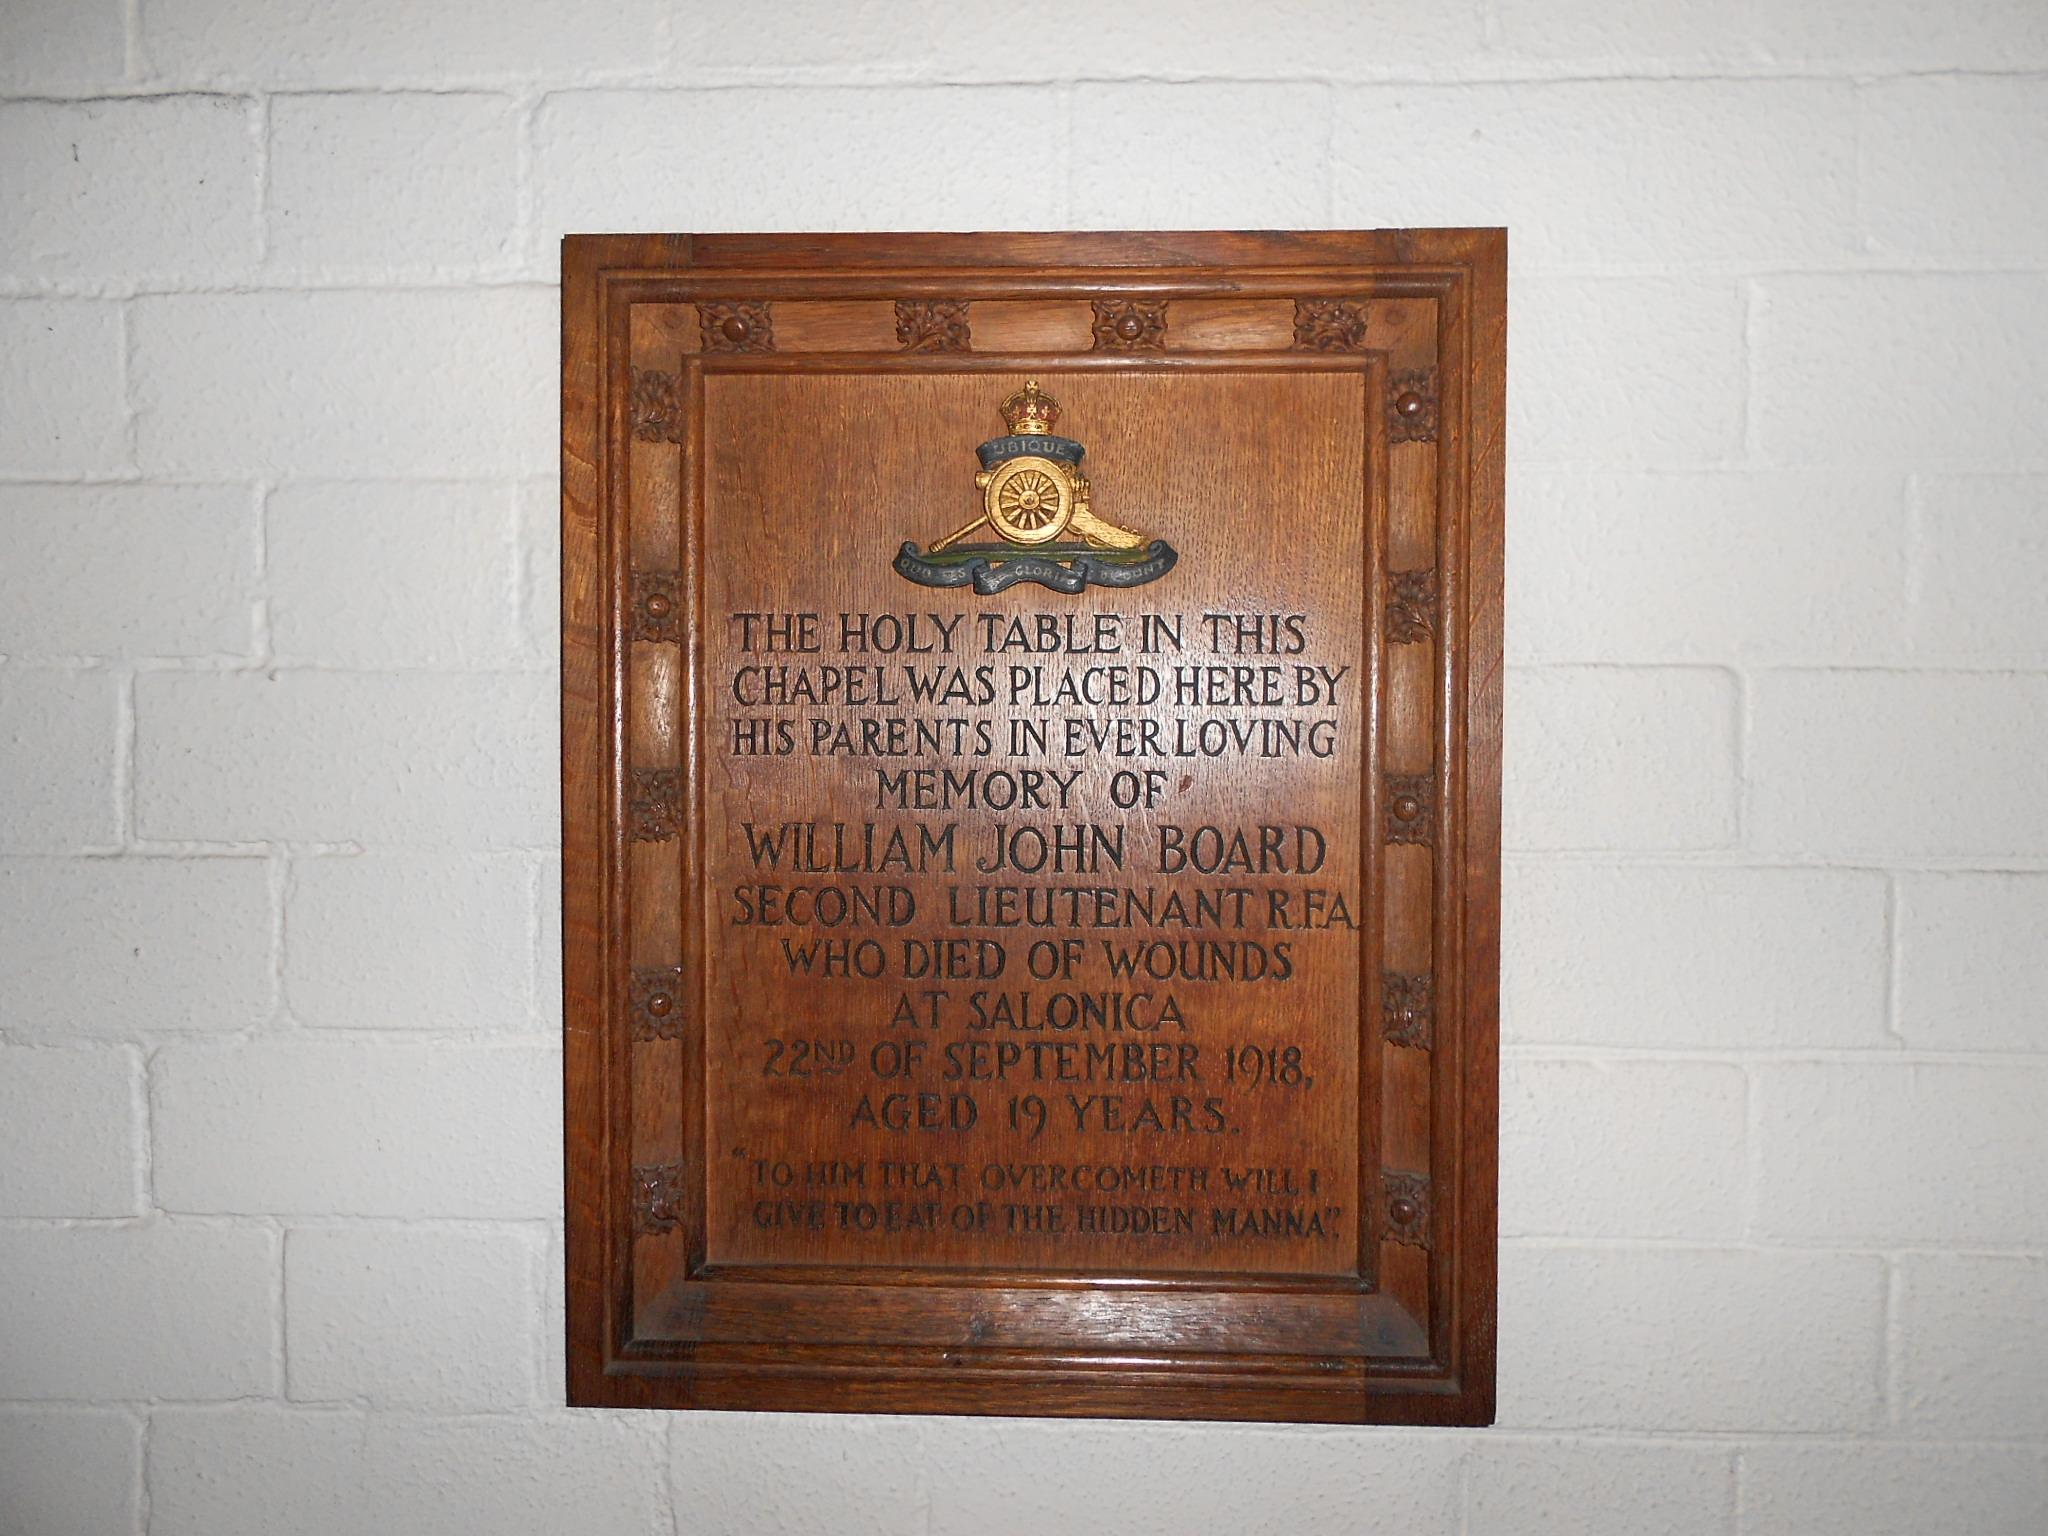 UBIQUE
QUO FAS ET GLORIA DUCUNT
THE HOLY TABLE IN THIS
CHAPEL WAS PLACED HERE BY
HIS PARENTS IN EVER LOVING
MEMORY OF
WILLIAM JOHN BOARD
SECOND LIEUTENANT R.F.A.
WHO DIED OF WOUNDS
AT SALONICA
22ND OF SEPTEMBER 1918,
AGED 19 YEARS.
"TO HIM THAT OVERCOMETH WILL I
GIVE TO EAT OF THE HIDDEN MANNA".